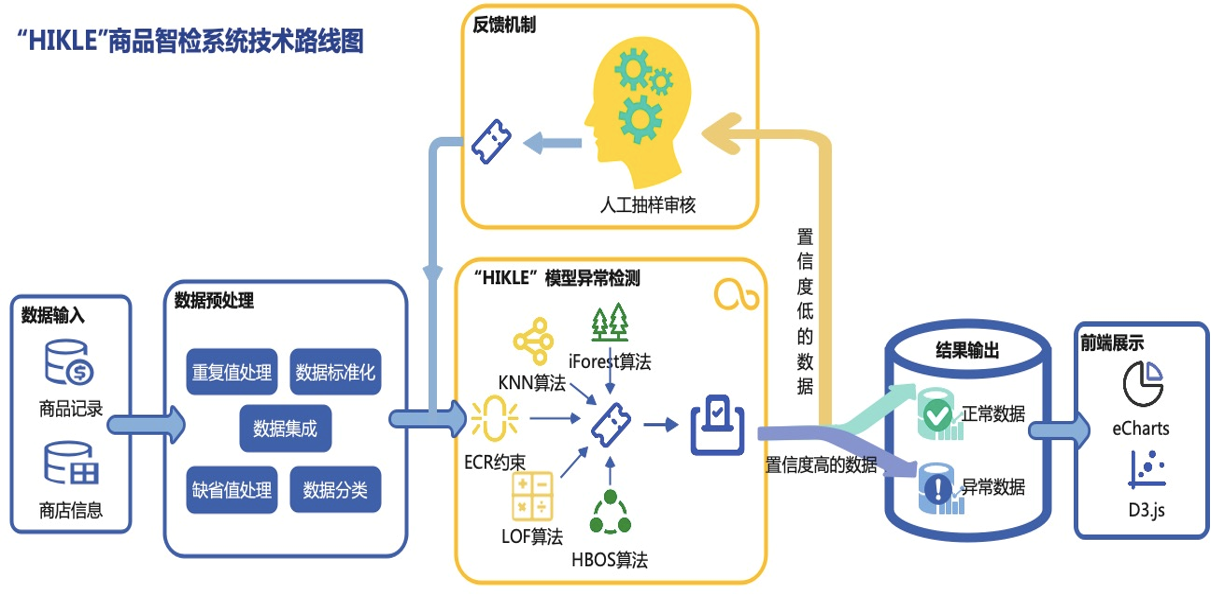 “HIKLE”商品智检系统技术路线图
反馈机制
人工抽样审核
置信度低的数据
数据输入
商品记录
商店信息
数据预处理
重复值处理
数据标准化
数据集成
缺省值处理
数据分类
“HIKLE”模型异常检测
iForest算法
KNN算法
ECR约束
LOF算法
HBOS算法
置信度高的数据
结果输出
正常数据
异常数据
前端展示
eCharts
D3.js